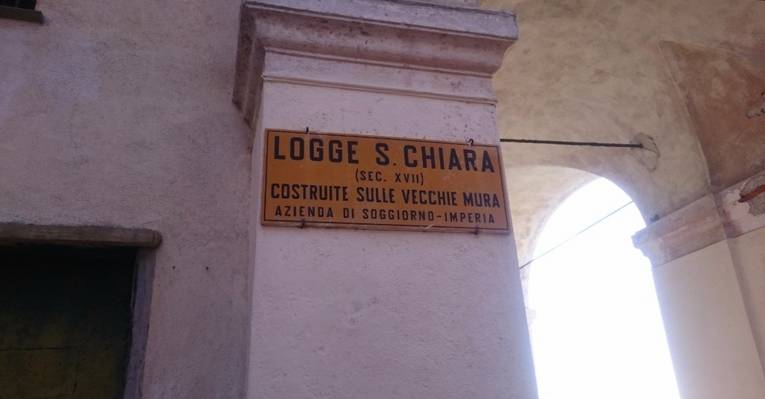 LOGGE S. CHIARA
(SEC. XVII)
COSTRUITE SULLE VECCHIE MURA
AZIENDA DI SOGGIORNO-IMPERIA